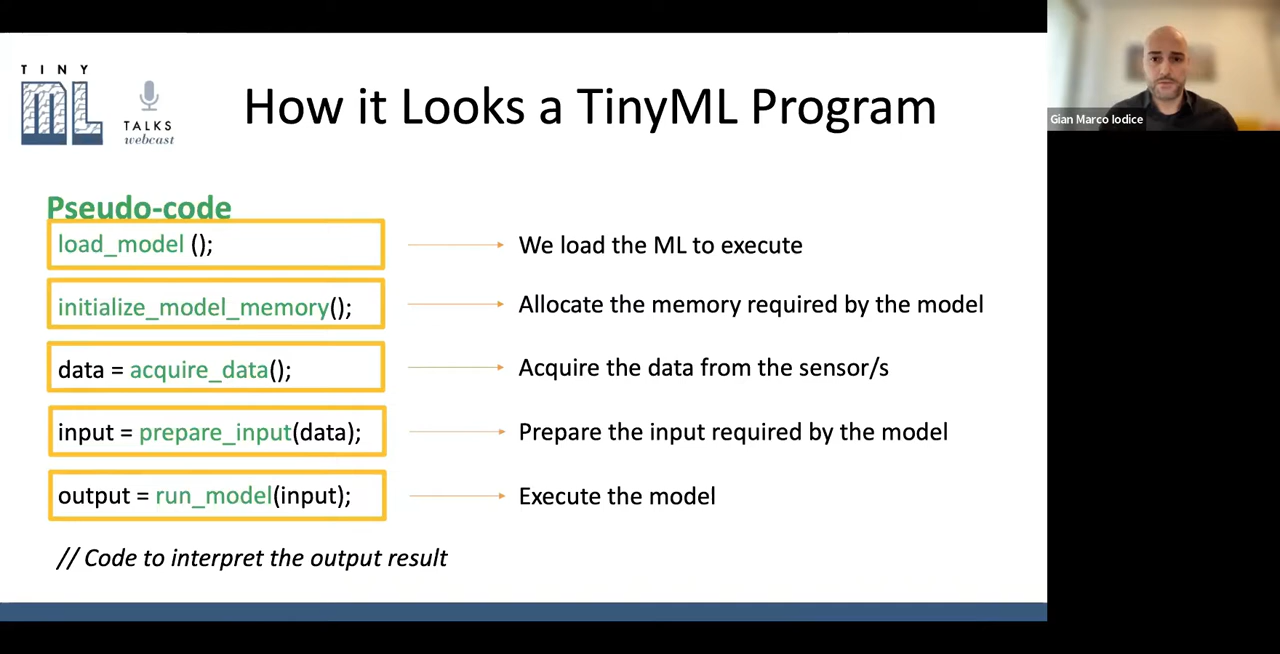 TINY
ML
TALKS
webcast
How it Looks a TinyML Program
Gian Marco Iodice
Pseudo-code
load_model ();
We load the ML to execute
initialize_model_memory();
Allocate the memory required by the model
data = acquire_data();
Acquire the data from the sensor/s
input = prepare_input(data);
Prepare the input required by the model
output = run_model(input);
Execute the model
// Code to interpret the output result